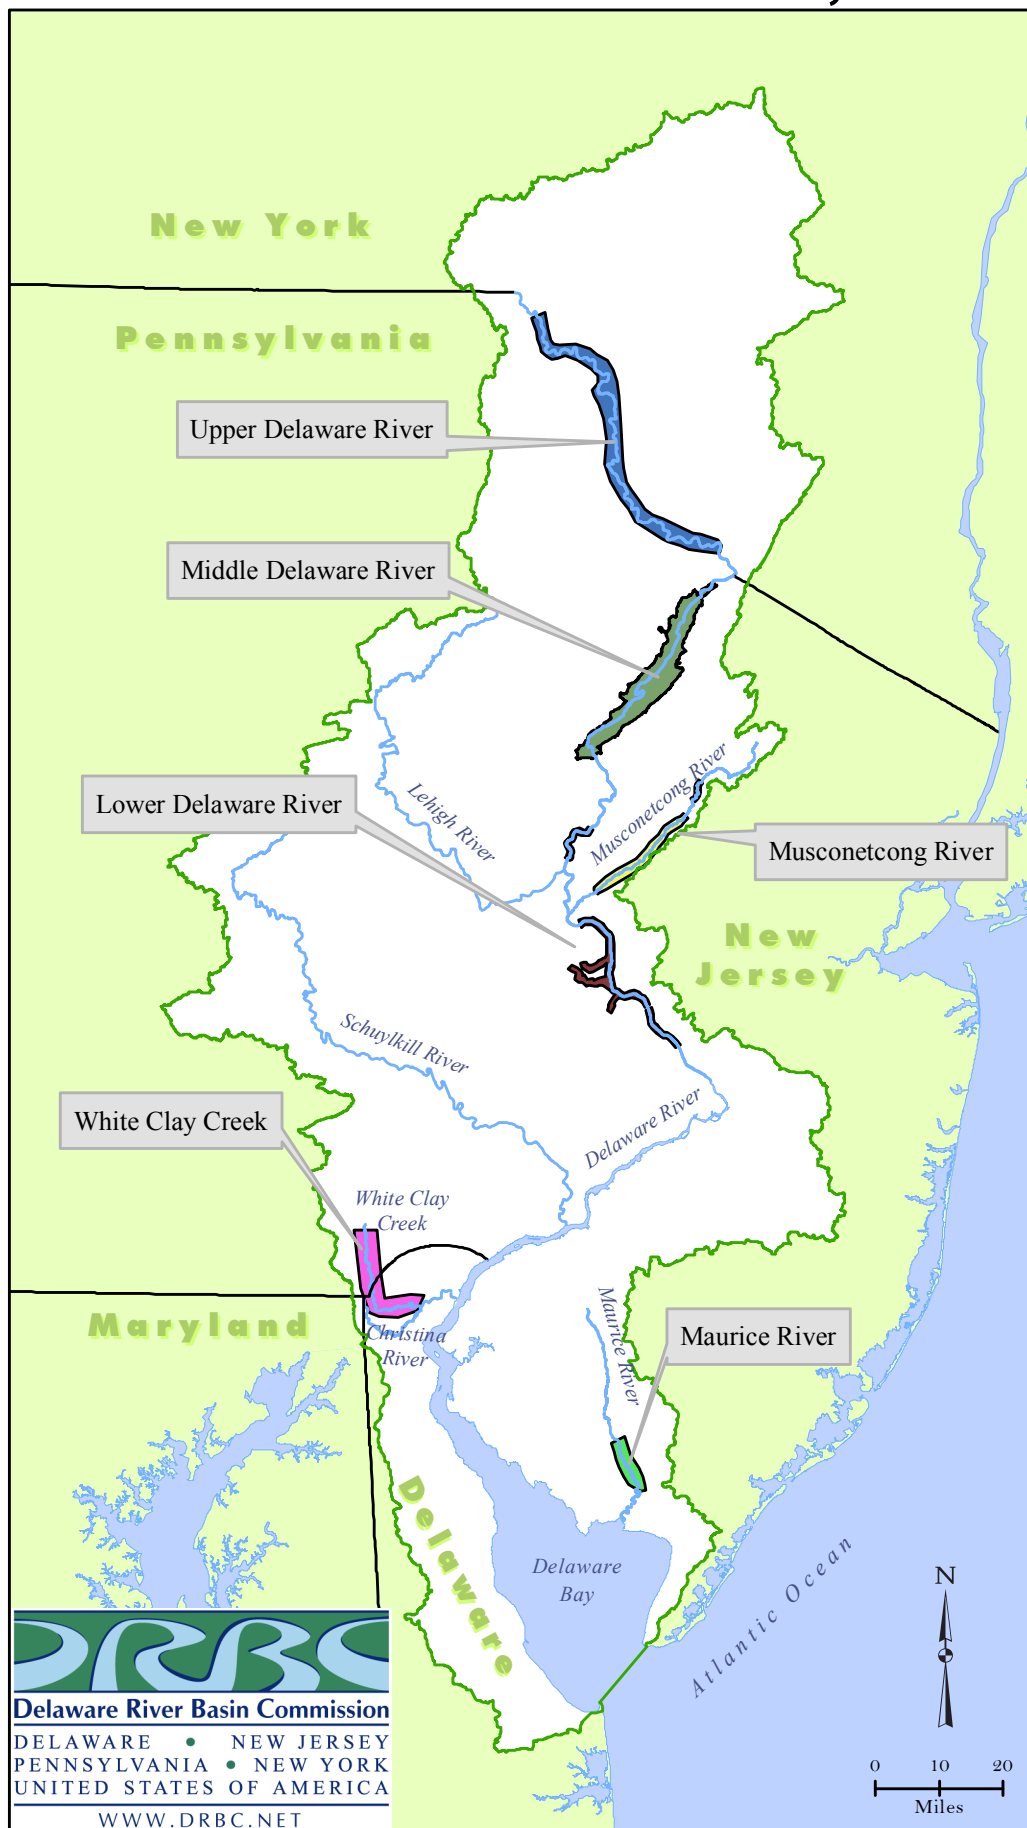 New York
Pennsylvania
Upper Delaware River
Middle Delaware River
Lower Delaware River
Lehigh River
Musconetcong River
Musconetcong River
New
Jersey
Schuylkill River
Delaware River
White Clay Creek
White Clay
Creek
Maryland
Christina
River
Maurice River
Maurice River
Delaware
Delaware
Bay
Atlantic Ocean
N
0 10 20
Miles
DRBC
Delaware River Basin Commission
DELAWARE • NEW JERSEY
PENNSYLVANIA • NEW YORK
UNITED STATES OF AMERICA
WWW.DRBC.NET